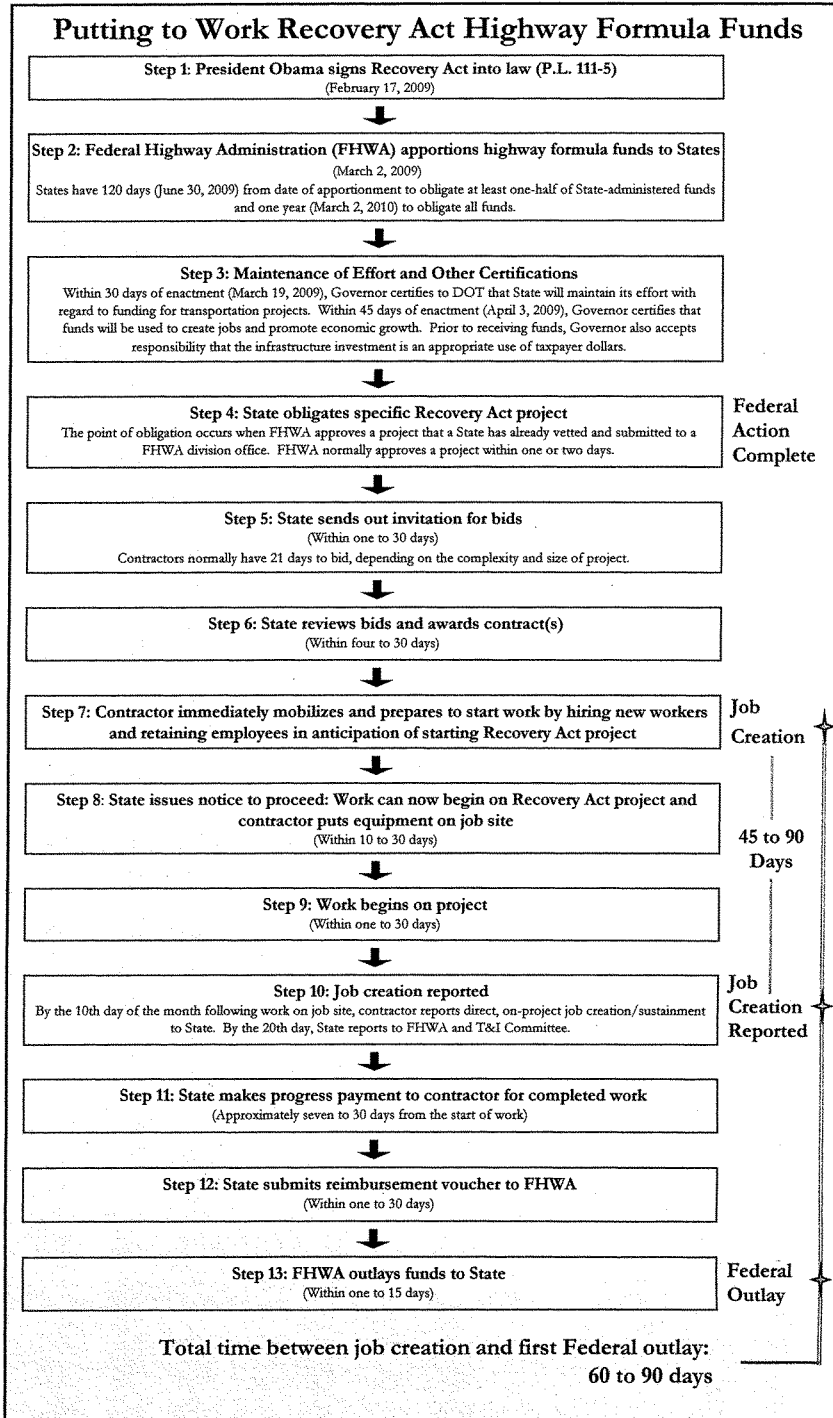 Putting to Work Recovery Act Highway Formula Funds
Step 1: President Obama signs Recovery Act into law (P.L. 111-5)
(February 17, 2009)
Step 2: Federal Highway Administration (FHWA) apportions highway formula funds to States
(March 2, 2009)
States have 120 days (June 30, 2009) from date of apportionment to obligate at least one-half of State-administered funds
and one year (March 2, 2010) to obligate all funds.
Step 3: Maintenance of Effort and Other Certifications
Within 30 days of enactment (March 19, 2009), Governor certifies to DOT that State will maintain its effort with
regard to funding for transportation projects. Within 45 days of enactment (April 3, 2009), Governor certifies that
funds will be used to create jobs and promote economic growth. Prior to receiving funds, Governor also accepts
responsibility that the infrastructure investment is an appropriate use of taxpayer dollars.
Step 4: State obligates specific Recovery Act project
The point of obligation occurs when FHWA approves a project that a State has already vetted and submitted to a
FHWA division office. FHWA normally approves a project within one or two days.
Federal
Action
Complete
Step 5: State sends out invitation for bids
(Within one to 30 days)
Contractors normally have 21 days to bid, depending on the complexity and size of project.
Step 6: State reviews bids and awards contract(s)
(Within four to 30 days)
Step 7: Contractor immediately mobilizes and prepares to start work by hiring new workers
and retaining employees in anticipation of starting Recovery Act project
Job
Creation
Step 8: State issues notice to proceed: Work can now begin on Recovery Act project and
contractor puts equipment on job site
(Within 10 to 30 days)
45 to 90
Days
Step 9: Work begins on project
(Within one to 30 days)
Step 10: Job creation reported
By the 10th day of the month following work on job site, contractor reports direct, on-project job creation/sustainment
to State. By the 20th day, State reports to FHWA and T&I Committee.
Job
Creation
Reported
Step 11: State makes progress payment to contractor for completed work
(Approximately seven to 30 days from the start of work)
Step 12: State submits reimbursement voucher to FHWA
(Within one to 30 days)
Step 13: FHWA outlays funds to State
(Within one to 15 days)
Federal
Outlay
Total time between job creation and first Federal outlay:
60 to 90 days